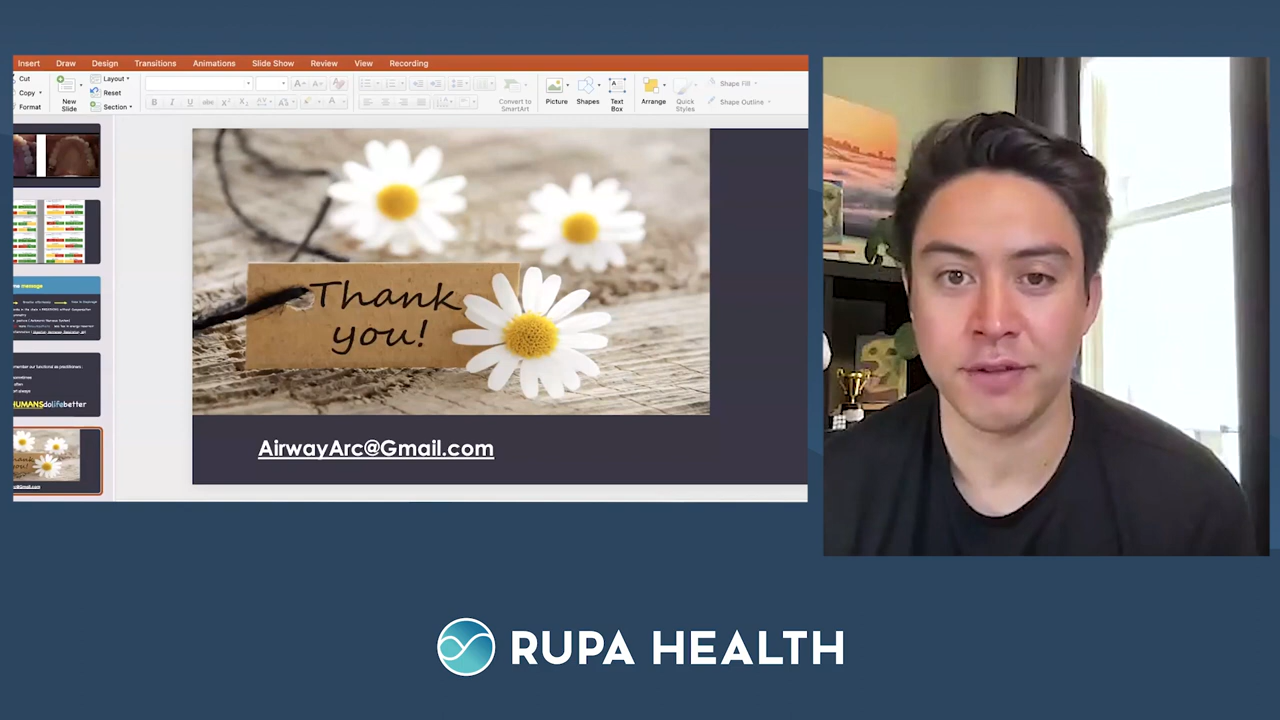 Insert Draw Design Transitions Animations Slide Show Review View Recording
Cut
Copy
Format
New
Slide
Layout
Reset
Section
Convert to
SmartArt
Picture
Shapes
Text
Box
Arrange
Quick
Styles
Shape Fill
Shape Outline
message
HUMANSdolifebetter
Thank
you!
AirwayArc@Gmail.com
RUPA HEALTH